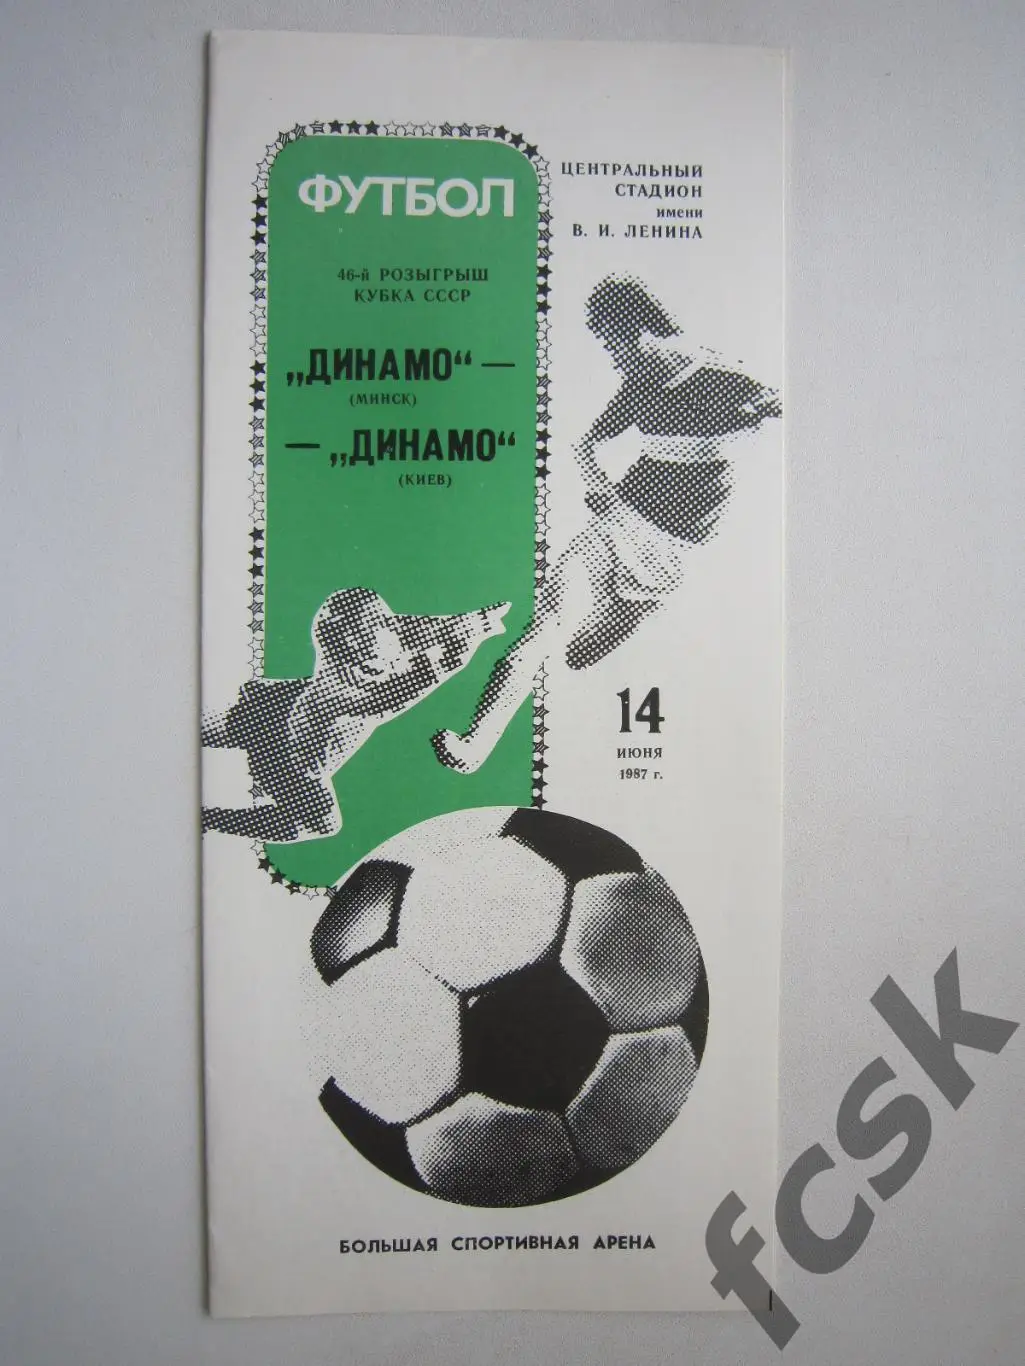 ФУТБОЛ
46-й РОЗЫГРЫШ
КУБКА СССР
„ДИНАМО“ —
(МИНСК)
— „ДИНАМО“
(КИЕВ)
ЦЕНТРАЛЬНЫЙ
СТАДИОН
имени
В. И. ЛЕНИНА
14
ИЮНЯ
1987 г.
БОЛЬШАЯ СПОРТИВНАЯ АРЕНА
fcsk